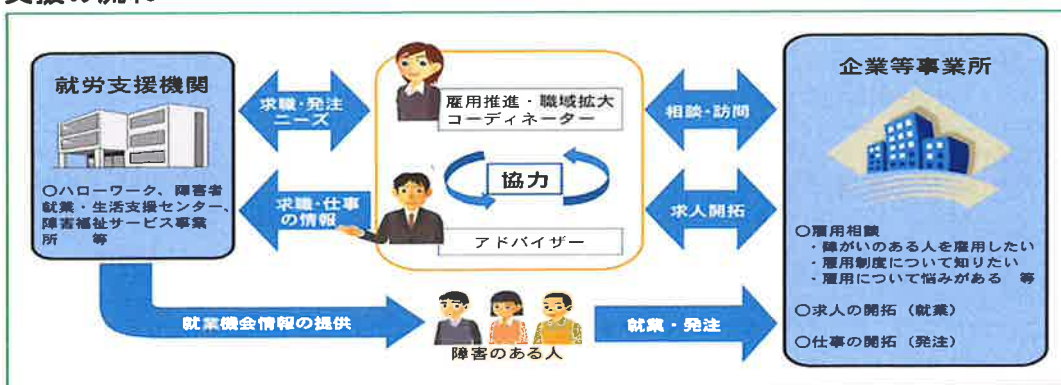 就労支援機関
〇ハローワーク、障害者
就業・生活支援センター、
障害福祉サービス事業
所　等
求職・発注
ニーズ
求職・仕事
の情報
雇用推進・職域拡大
コーディネーター
協力
アドバイザー
相談・訪問
求人開拓
企業等事業所
〇雇用相談
・障がいのある人を雇用したい
・雇用制度について知りたい
・雇用について悩みがある　等
〇求人の開拓（就業）
〇仕事の開拓（発注）
就業機会情報の提供
障害のある人
就業・発注